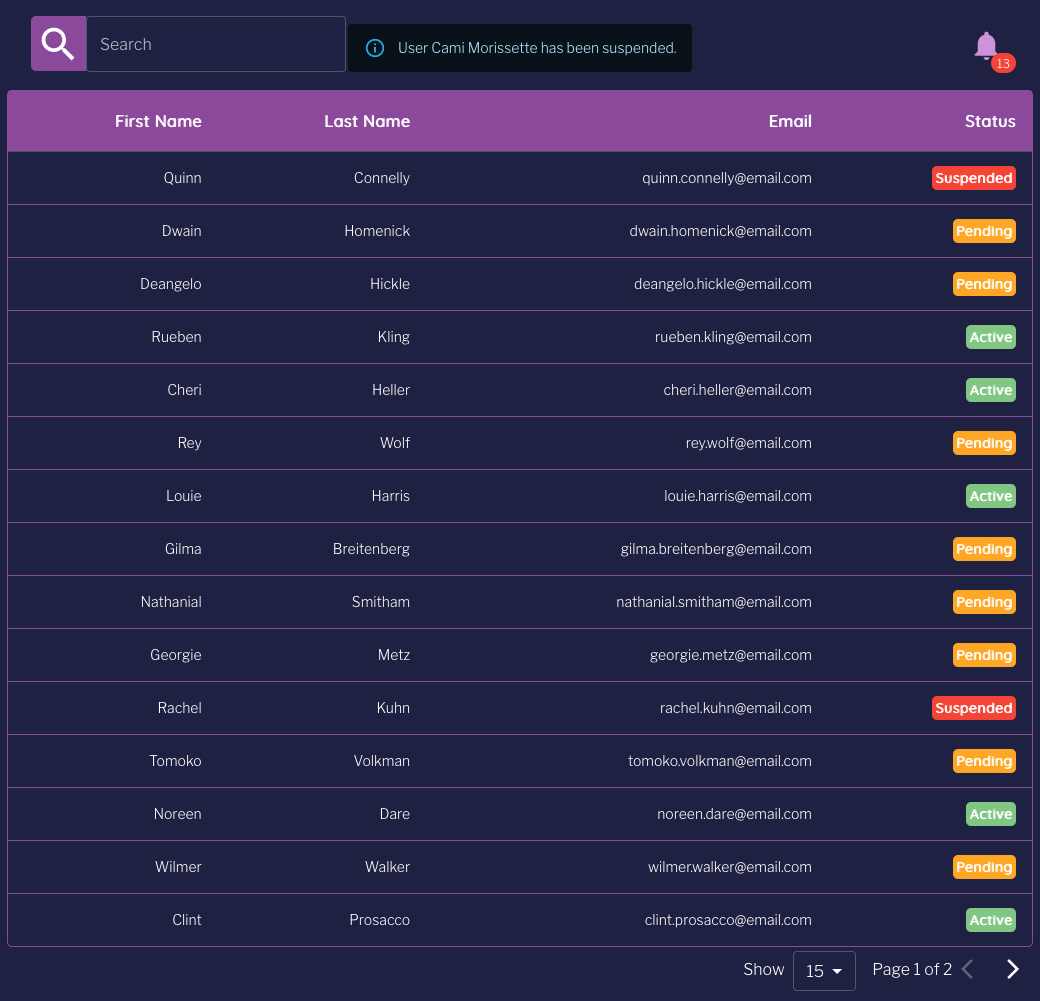 Search
User Cami Morissette has been suspended.
13
First Name Last Name Email Status
Quinn Connelly quinn.connelly@email.com Suspended
Dwain Homenick dwain.homenick@email.com Pending
Deangelo Hickle deangelo.hickle@email.com Pending
Rueben Kling rueben.kling@email.com Active
Cheri Heller cheri.heller@email.com Active
Rey Wolf rey.wolf@email.com Pending
Louie Harris louie.harris@email.com Active
Gilma Breitenberg gilma.breitenberg@email.com Pending
Nathanial Smitham nathanial.smitham@email.com Pending
Georgie Metz georgie.metz@email.com Pending
Rachel Kuhn rachel.kuhn@email.com Suspended
Tomoko Volkman tomoko.volkman@email.com Pending
Noreen Dare noreen.dare@email.com Active
Wilmer Walker wilmer.walker@email.com Pending
Clint Prosacco clint.prosacco@email.com Active
Show 15 Page 1 of 2